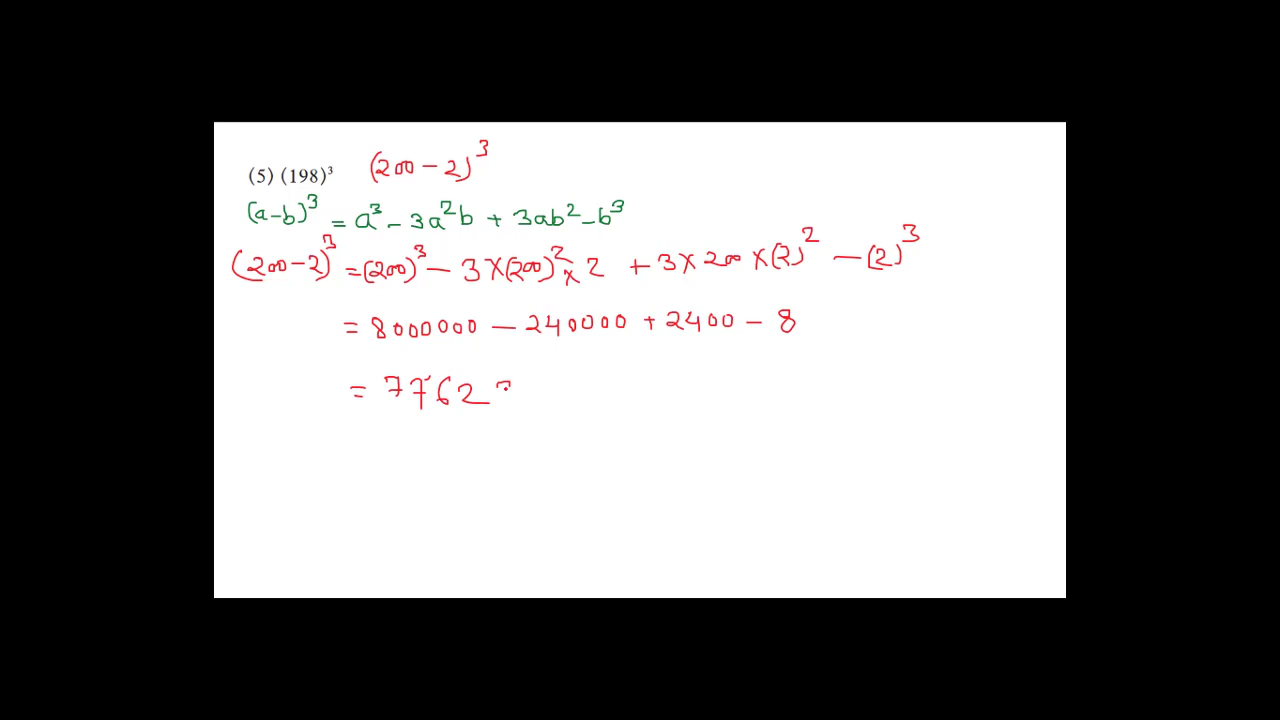 (5) (198)³ (200-2)³
(a-b)³ = a³ - 3a²b + 3ab² - b³
(200-2)³ = (200)³ - 3×(200)²×2 + 3×200×(2)² - (2)³
= 8000000 - 240000 + 2400 - 8
= 7762